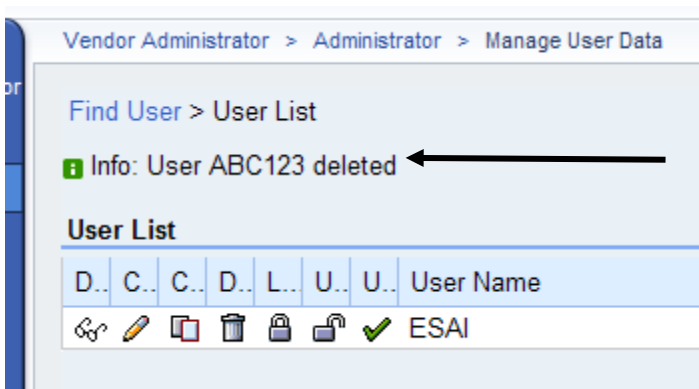 Vendor Administrator > Administrator > Manage User Data
or
Find User > User List
Info: User ABC123 deleted
User List
D.. C.. C.. D.. L... U.. U.. User Name
ESAI